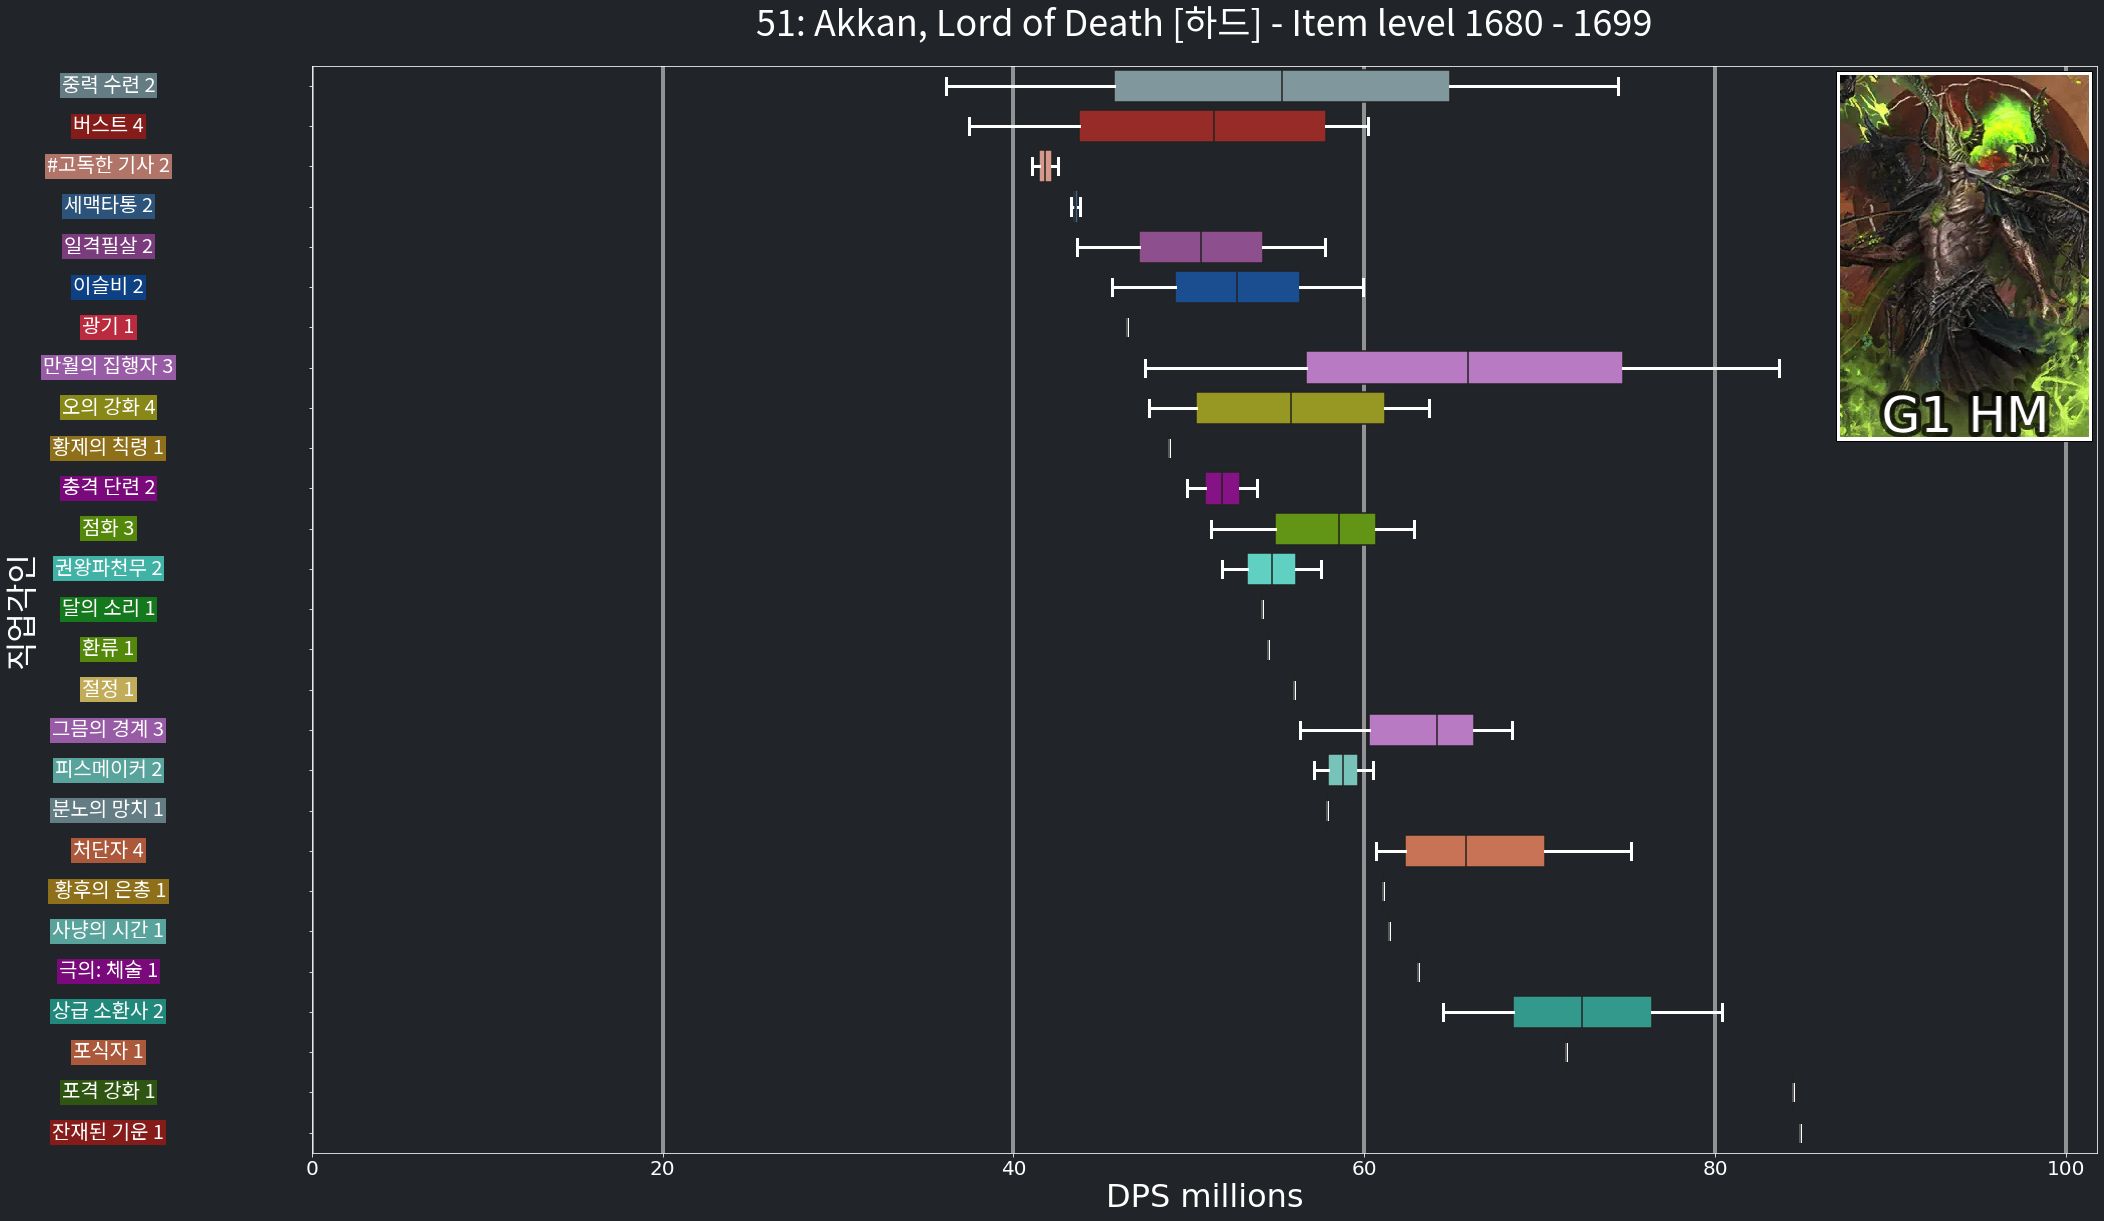 51: Akkan, Lord of Death [하드] - Item level 1680 - 1699
직업각인
중력 수련 2
버스트 4
#고독한 기사 2
세맥타통 2
일격필살 2
이슬비 2
광기 1
만월의 집행자 3
오의 강화 4
황제의 칙령 1
충격 단련 2
점화 3
권왕파천무 2
달의 소리 1
환류 1
절정 1
그믐의 경계 3
피스메이커 2
분노의 망치 1
처단자 4
황후의 은총 1
사냥의 시간 1
극의: 체술 1
상급 소환사 2
포식자 1
포격 강화 1
잔재된 기운 1
G1 HM
0 20 40 60 80 100
DPS millions